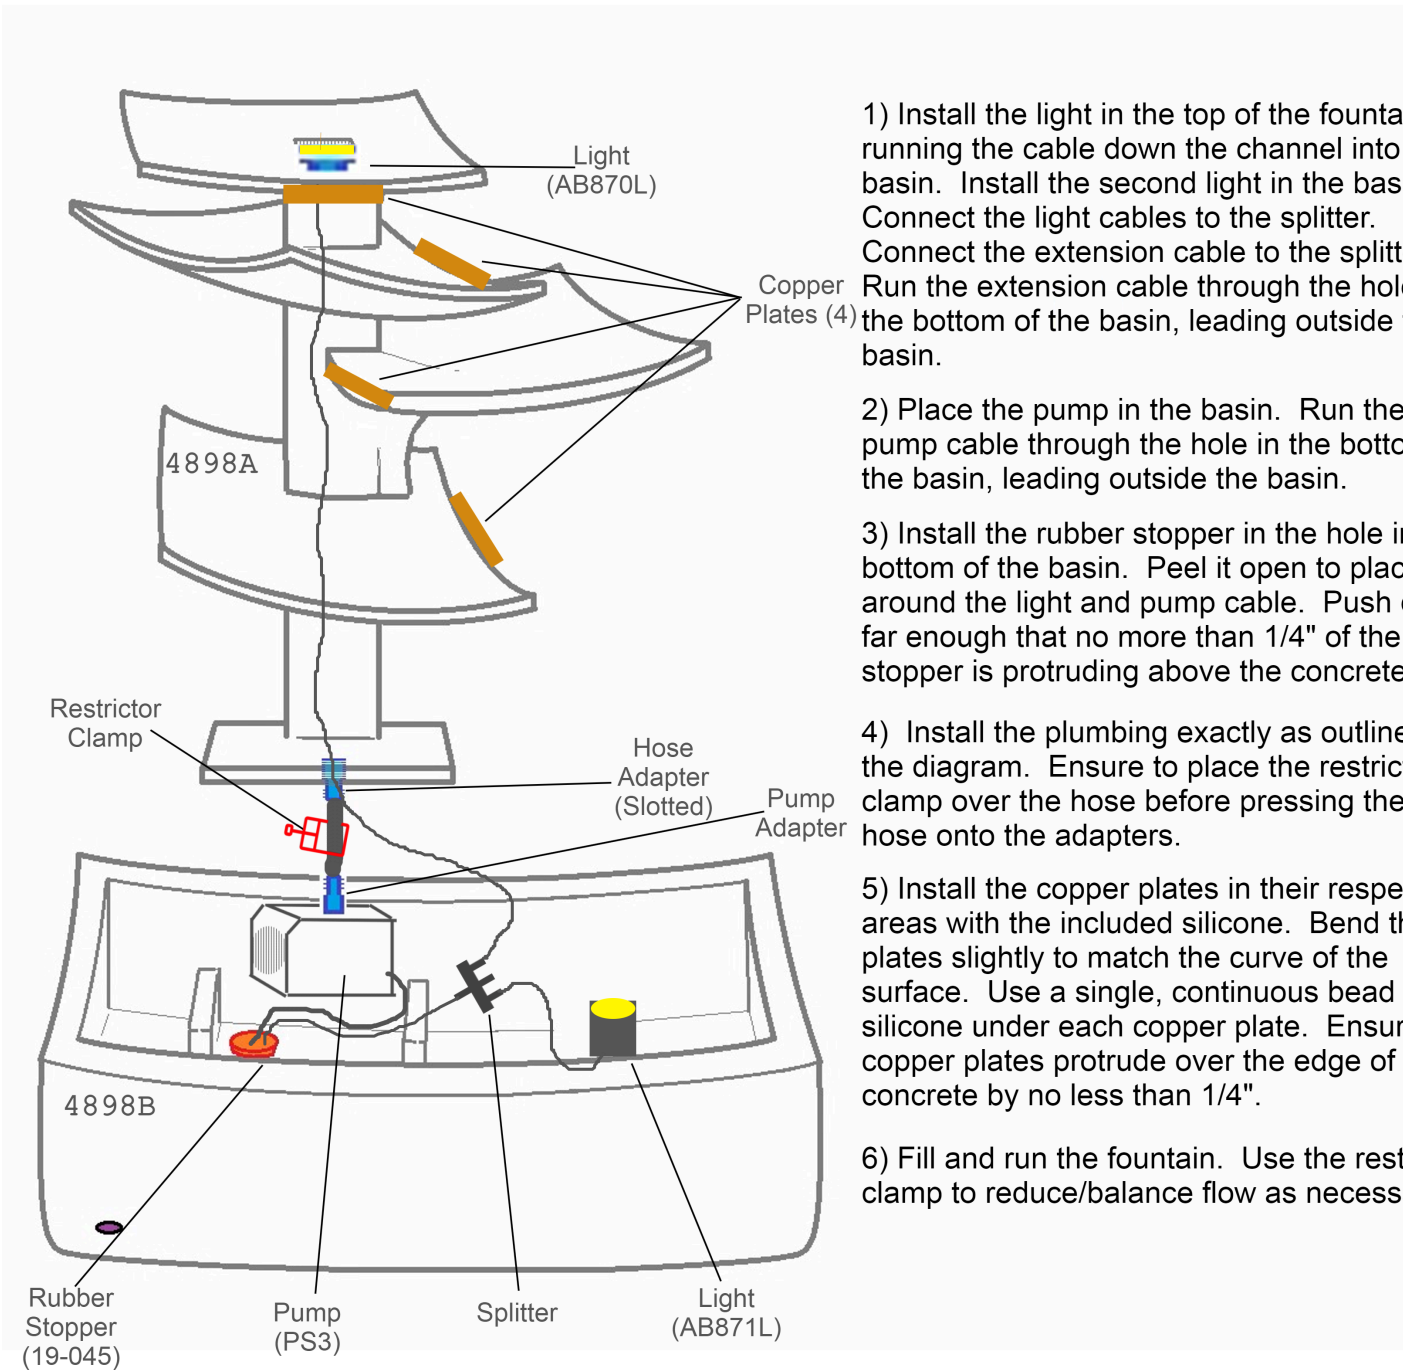 Light
(AB870L)
Copper
Plates (4)
4898A
Restrictor
Clamp
Hose
Adapter
(Slotted)
Pump
Adapter
4898B
Rubber
Stopper
(19-045)
Pump
(PS3)
Splitter
Light
(AB871L)
1) Install the light in the top of the founta
running the cable down the channel into
basin.  Install the second light in the bas
Connect the light cables to the splitter.
Connect the extension cable to the splitt
Run the extension cable through the hol
the bottom of the basin, leading outside
basin.
2) Place the pump in the basin.  Run the
pump cable through the hole in the botto
the basin, leading outside the basin.
3) Install the rubber stopper in the hole i
bottom of the basin.  Peel it open to plac
around the light and pump cable.  Push
far enough that no more than 1/4" of the
stopper is protruding above the concrete
4)  Install the plumbing exactly as outline
the diagram.  Ensure to place the restric
clamp over the hose before pressing the
hose onto the adapters.
5) Install the copper plates in their respe
areas with the included silicone.  Bend th
plates slightly to match the curve of the
surface.  Use a single, continuous bead
silicone under each copper plate.  Ensur
copper plates protrude over the edge of
concrete by no less than 1/4".
6) Fill and run the fountain.  Use the rest
clamp to reduce/balance flow as necess